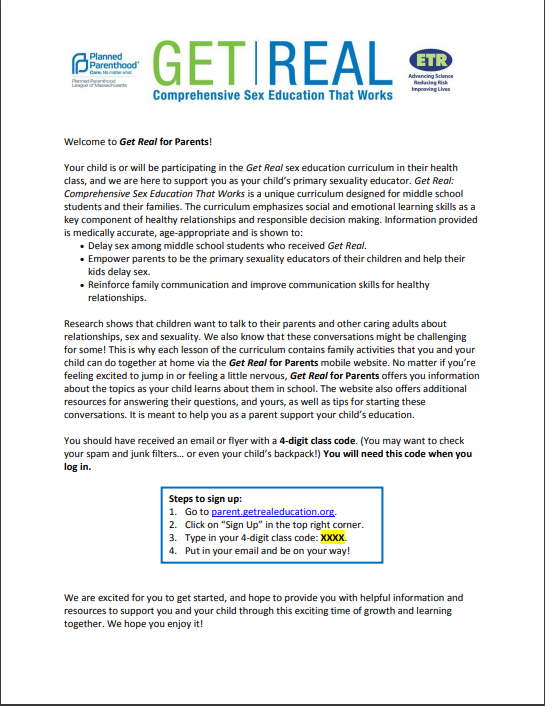 Planned
Parenthood®
Care. No matter what.
Planned Parenthood
League of Massachusetts
GET|REAL
Comprehensive Sex Education That Works
ETR
Advancing Science
Reducing Risk
Improving Lives
Welcome to Get Real for Parents!
Your child is or will be participating in the Get Real sex education curriculum in their health
class, and we are here to support you as your child’s primary sexuality educator. Get Real:
Comprehensive Sex Education That Works is a unique curriculum designed for middle school
students and their families. The curriculum emphasizes social and emotional learning skills as a
key component of healthy relationships and responsible decision making. Information provided
is medically accurate, age-appropriate and is shown to:
• Delay sex among middle school students who received Get Real.
• Empower parents to be the primary sexuality educators of their children and help their
kids delay sex.
• Reinforce family communication and improve communication skills for healthy
relationships.
Research shows that children want to talk to their parents and other caring adults about
relationships, sex and sexuality. We also know that these conversations might be challenging
for some! This is why each lesson of the curriculum contains family activities that you and your
child can do together at home via the Get Real for Parents mobile website. No matter if you’re
feeling excited to jump in or feeling a little nervous, Get Real for Parents offers you information
about the topics as your child learns about them in school. The website also offers additional
resources for answering their questions, and yours, as well as tips for starting these
conversations. It is meant to help you as a parent support your child’s education.
You should have received an email or flyer with a 4-digit class code. (You may want to check
your spam and junk filters… or even your child’s backpack!) You will need this code when you
log in.
Steps to sign up:
1. Go to parent.getrealeducation.org.
2. Click on “Sign Up” in the top right corner.
3. Type in your 4-digit class code: XXXX.
4. Put in your email and be on your way!
We are excited for you to get started, and hope to provide you with helpful information and
resources to support you and your child through this exciting time of growth and learning
together. We hope you enjoy it!